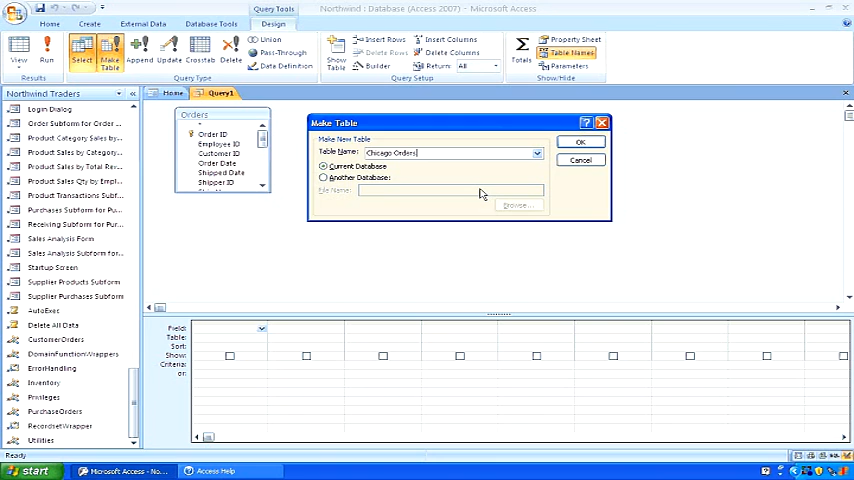 Query Tools
Northwind : Database (Access 2007) - Microsoft Access
Home
Create
External Data
Database Tools
Design
View
Run
Select
Make Table
Append
Update
Crosstab
Delete
Union
Pass-Through
Data Definition
Show Table
Insert Rows
Delete Rows
Builder
Insert Columns
Delete Columns
Return: All
Totals
Property Sheet
Table Names
Parameters
Results
Query Type
Query Setup
Show/Hide
Northwind Traders
Home
Query1
Login Dialog
Order Subform for Order D...
Product Category Sales by...
Product Sales by Category...
Product Sales by Total Rev...
Product Sales Qty by Empl...
Product Transactions Subf...
Purchases Subform for Pu...
Receiving Subform for Pur...
Sales Analysis Form
Sales Analysis Subform for...
Startup Screen
Supplier Products Subform
Supplier Purchases Subform
AutoExec
Delete All Data
CustomerOrders
DomainFunctionWrappers
ErrorHandling
Inventory
Privileges
PurchaseOrders
RecordsetWrapper
Utilities
Orders
*
Order ID
Employee ID
Customer ID
Order Date
Shipped Date
Shipper ID
Make Table
Make New Table
Table Name: Chicago Orders
Current Database
Another Database:
File Name:
Browse...
OK
Cancel
Field:
Table:
Sort:
Show:
Criteria:
or:
Ready
start
Microsoft Access - No...
Access Help